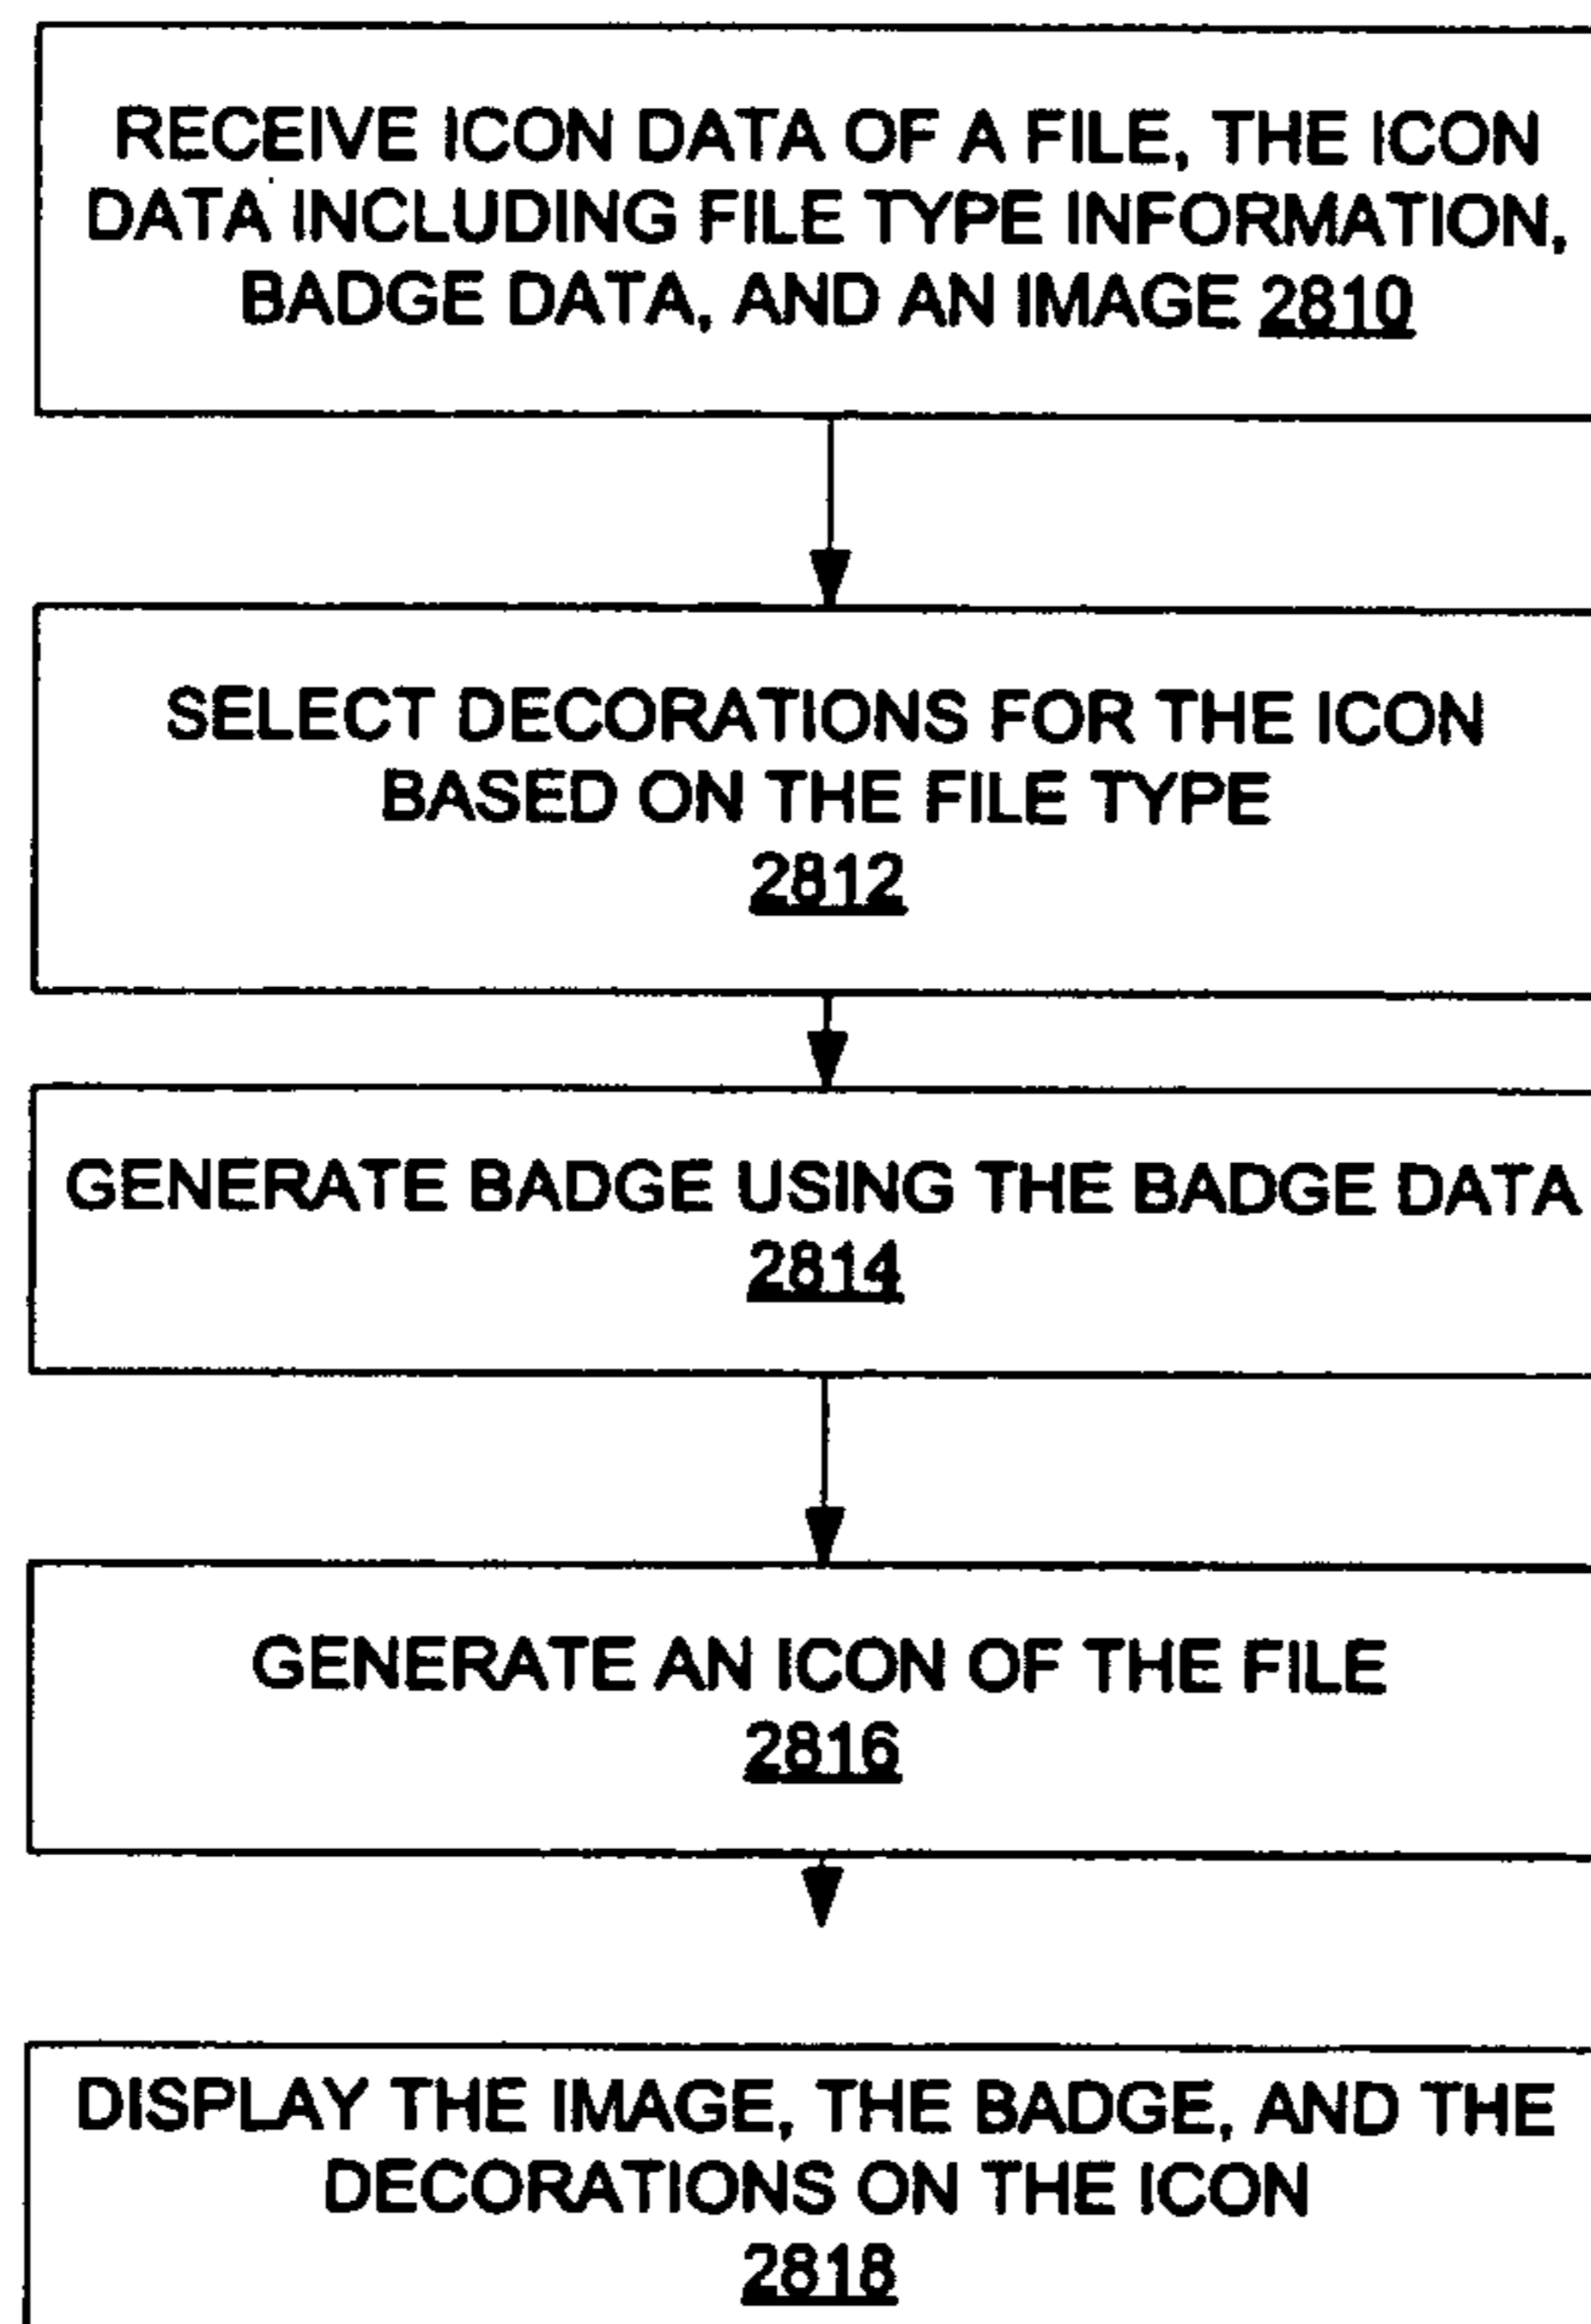 RECEIVE ICON DATA OF A FILE, THE ICON
DATA INCLUDING FILE TYPE INFORMATION,
BADGE DATA, AND AN IMAGE 2810
SELECT DECORATIONS FOR THE ICON
BASED ON THE FILE TYPE
2812
GENERATE BADGE USING THE BADGE DATA
2814
GENERATE AN ICON OF THE FILE
2816
DISPLAY THE IMAGE, THE BADGE, AND THE
DECORATIONS ON THE ICON
2818